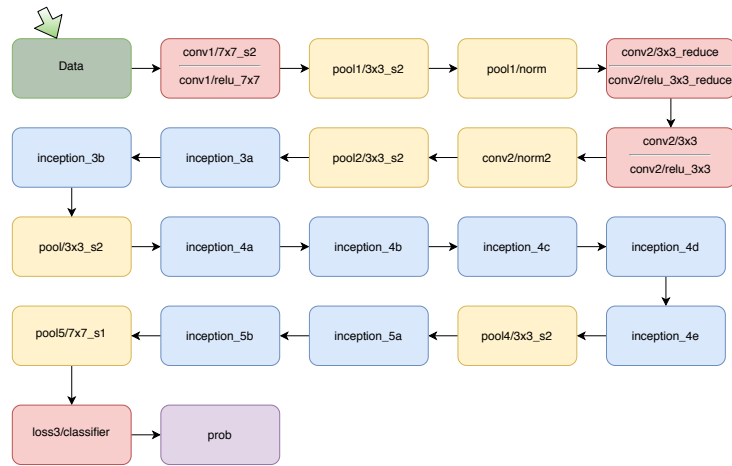 Data
conv1/7x7_s2
conv1/relu_7x7
pool1/3x3_s2
pool1/norm
conv2/3x3_reduce
conv2/relu_3x3_reduce
conv2/3x3
conv2/relu_3x3
conv2/norm2
pool2/3x3_s2
inception_3a
inception_3b
pool/3x3_s2
inception_4a
inception_4b
inception_4c
inception_4d
inception_4e
pool4/3x3_s2
inception_5a
inception_5b
pool5/7x7_s1
loss3/classifier
prob